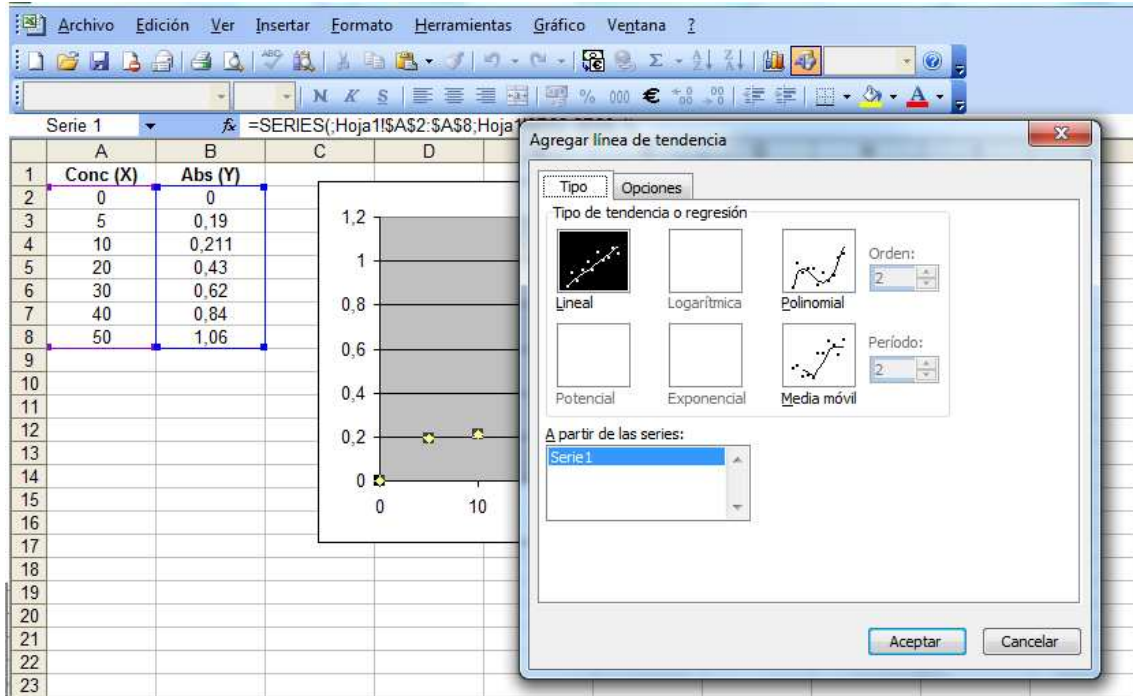 Archivo Edición Ver Insertar Formato Herramientas Gráfico Ventana ?
N K S % 000 €
Serie 1 fx =SERIES(;Hoja1!$A$2:$A$8;Hoja1
A B C D
1 Conc (X) Abs (Y)
2 0 0
3 5 0,19
4 10 0,211
5 20 0,43
6 30 0,62
7 40 0,84
8 50 1,06
9
10
11
12
13
14
15
16
17
18
19
20
21
22
23
1,2
1
0,8
0,6
0,4
0,2
0
0 10
Agregar línea de tendencia
Tipo Opciones
Tipo de tendencia o regresión
Lineal Logarítmica Polinomial
Orden:
2
Potencial Exponencial Media móvil
Período:
2
A partir de las series:
Serie1
Aceptar Cancelar